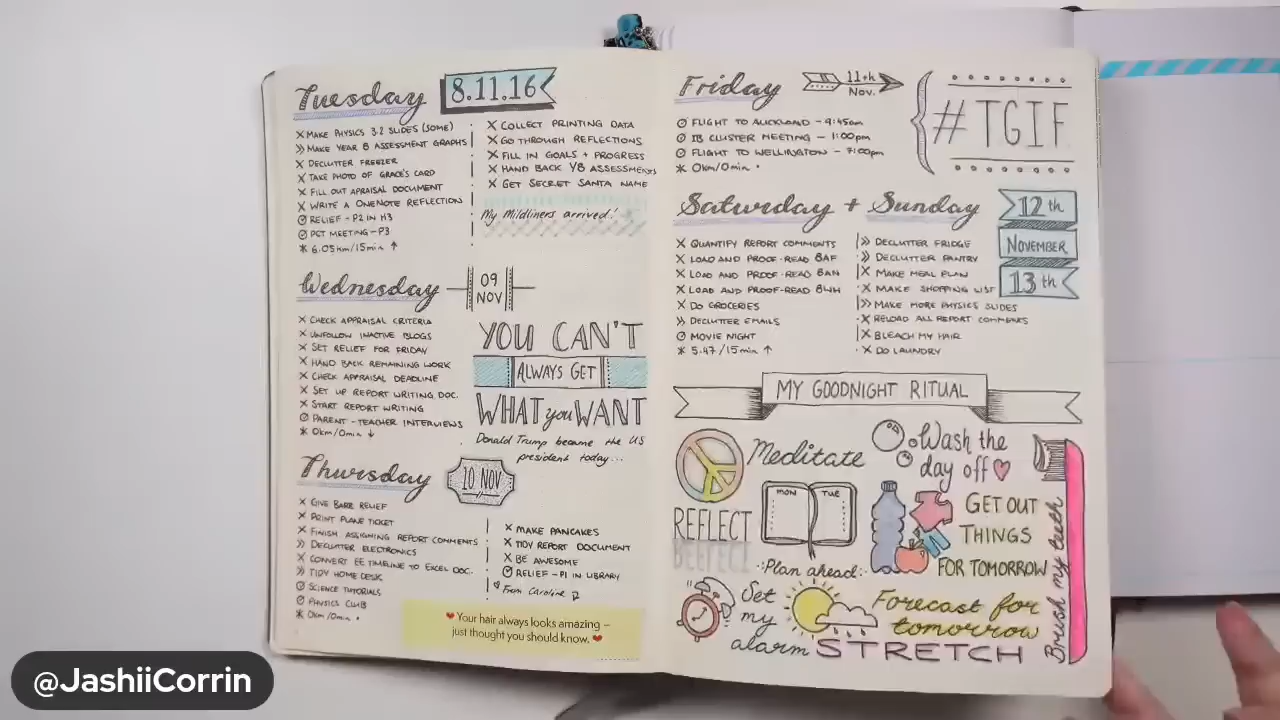 Tuesday 8.11.16
× MAKE PHYSICS 3.2 SLIDES (SOME)
» MAKE YEAR 8 ASSESSMENT GRAPHS
× DECLUTTER FREEZER
× TAKE PHOTO OF GRACE'S CARD
× FILL OUT APRAISAL DOCUMENT
× WRITE A ONENOTE REFLECTION
RELIEF - P2 IN H3
PCT MEETING - P3
* 6.05km/15min ↑
× COLLECT PRINTING DATA
× GO THROUGH REFLECTIONS
× FILL IN GOALS + PROGRESS
× HAND BACK Y8 ASSESSMENTS
× GET SECRET SANTA NAME
My Mildliners arrived!
Wednesday 09 NOV
× CHECK APPRAISAL CRITERIA
× UNFOLLOW INACTIVE BLOGS
× SET RELIEF FOR FRIDAY
× HAND BACK REMAINING WORK
× CHECK APPRAISAL DEADLINE
× SET UP REPORT WRITING DOC.
× START REPORT WRITING
PARENT-TEACHER INTERVIEWS
* 0km/0min ↓
YOU CAN'T
ALWAYS GET
WHAT you WANT
Donald Trump became the US
president today...
Thursday 10 NOV
× GIVE BARR RELIEF
× PRINT PLANE TICKET
× FINISH ASSIGNING REPORT COMMENTS
» DECLUTTER ELECTRONICS
× CONVERT EE TIMELINE TO EXCEL DOC.
» TIDY HOME DESK
SCIENCE TUTORIALS
PHYSICS CLUB
* 0km/0min •
× MAKE PANCAKES
× TIDY REPORT DOCUMENT
× BE AWESOME
RELIEF - P1 IN LIBRARY
From Caroline
Your hair always looks amazing –
just thought you should know.
Friday 11th Nov.
#TGIF
FLIGHT TO AUCKLAND - 9:45am
IB CLUSTER MEETING - 1:00pm
FLIGHT TO WELLINGTON - 7:00pm
* 0km/0min •
Saturday + Sunday
12th
NOVEMBER
13th
× QUANTIFY REPORT COMMENTS
× LOAD AND PROOF-READ 8AF
× LOAD AND PROOF-READ 8AN
× LOAD AND PROOF-READ 8WH
× DO GROCERIES
» DECLUTTER EMAILS
MOVIE NIGHT
* 5.47/15min ↑
» DECLUTTER FRIDGE
» DECLUTTER PANTRY
× MAKE MEAL PLAN
× MAKE SHOPPING LIST
» MAKE MORE PHYSICS SLIDES
× RELOAD ALL REPORT COMMENTS
× BLEACH MY HAIR
× DO LAUNDRY
MY GOODNIGHT RITUAL
Meditate
Wash the
day off
REFLECT
REFLECT
MON TUE
Plan ahead
GET OUT
THINGS
FOR TOMORROW
Brush my teeth
Set
my
alarm
Forecast for
tomorrow
STRETCH
@JashiiCorrin